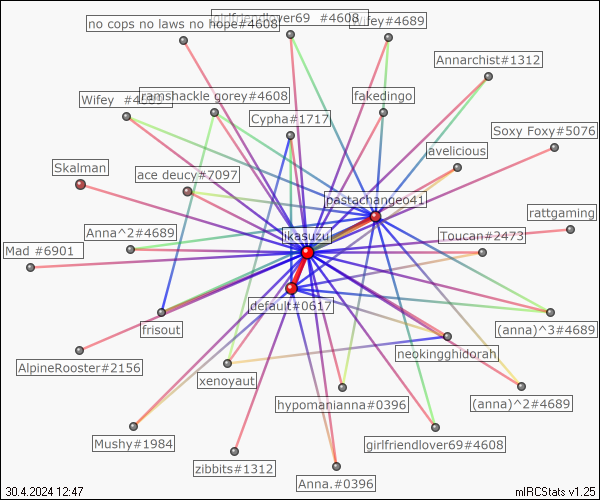 girlfriendlover69 #4608
no cops no laws no hope#4608
Wifey#4689
Annarchist#1312
Wifey
ramshackle gorey#4608
fakedingo
Cypha#1717
Soxy Foxy#5076
avelicious
Skalman
ace deucy#7097
pastachangeo41
rattgaming
Anna^2#4689
ikasuzu
Toucan#2473
Mad #6901
default#0617
frisout
(anna)^3#4689
neokingghidorah
AlpineRooster#2156
xenoyaut
hypomanianna#0396
(anna)^2#4689
Mushy#1984
girlfriendlover69#4608
zibbits#1312
Anna.#0396
30.4.2024 12:47
mIRCStats v1.25